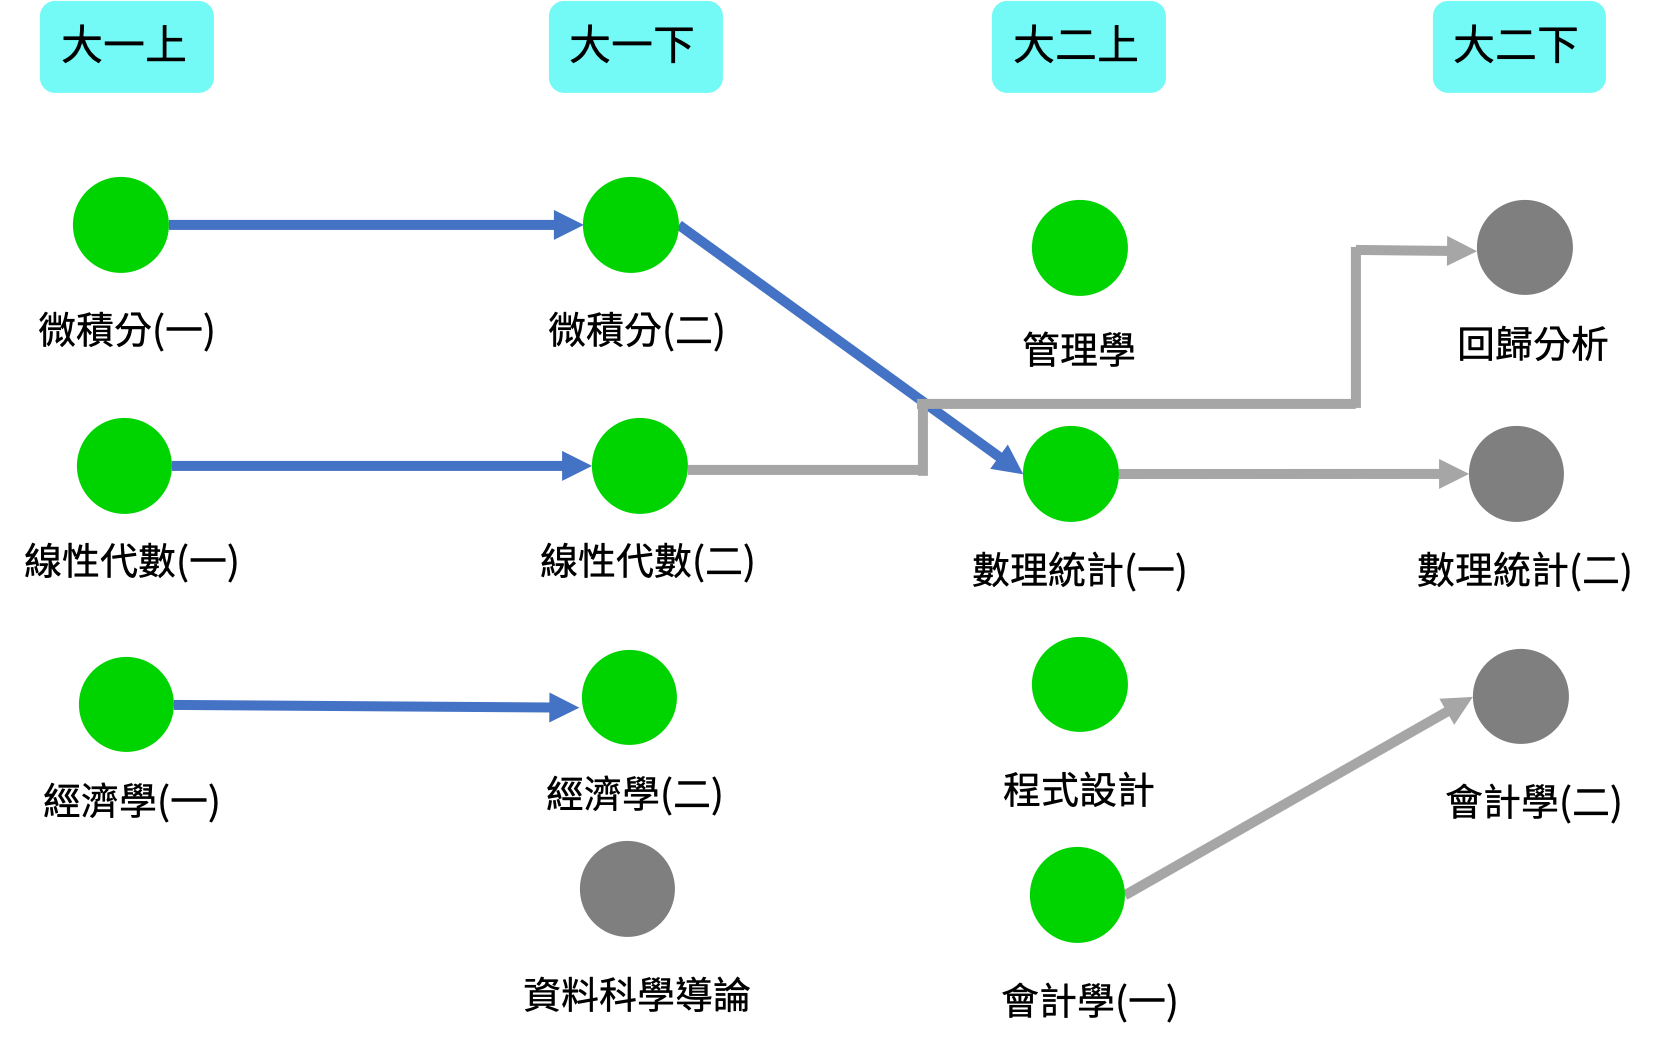 大一上
大一下
大二上
大二下
微積分(一)
微積分(二)
管理學
回歸分析
線性代數(一)
線性代數(二)
數理統計(一)
數理統計(二)
經濟學(一)
經濟學(二)
程式設計
會計學(二)
資料科學導論
會計學(一)